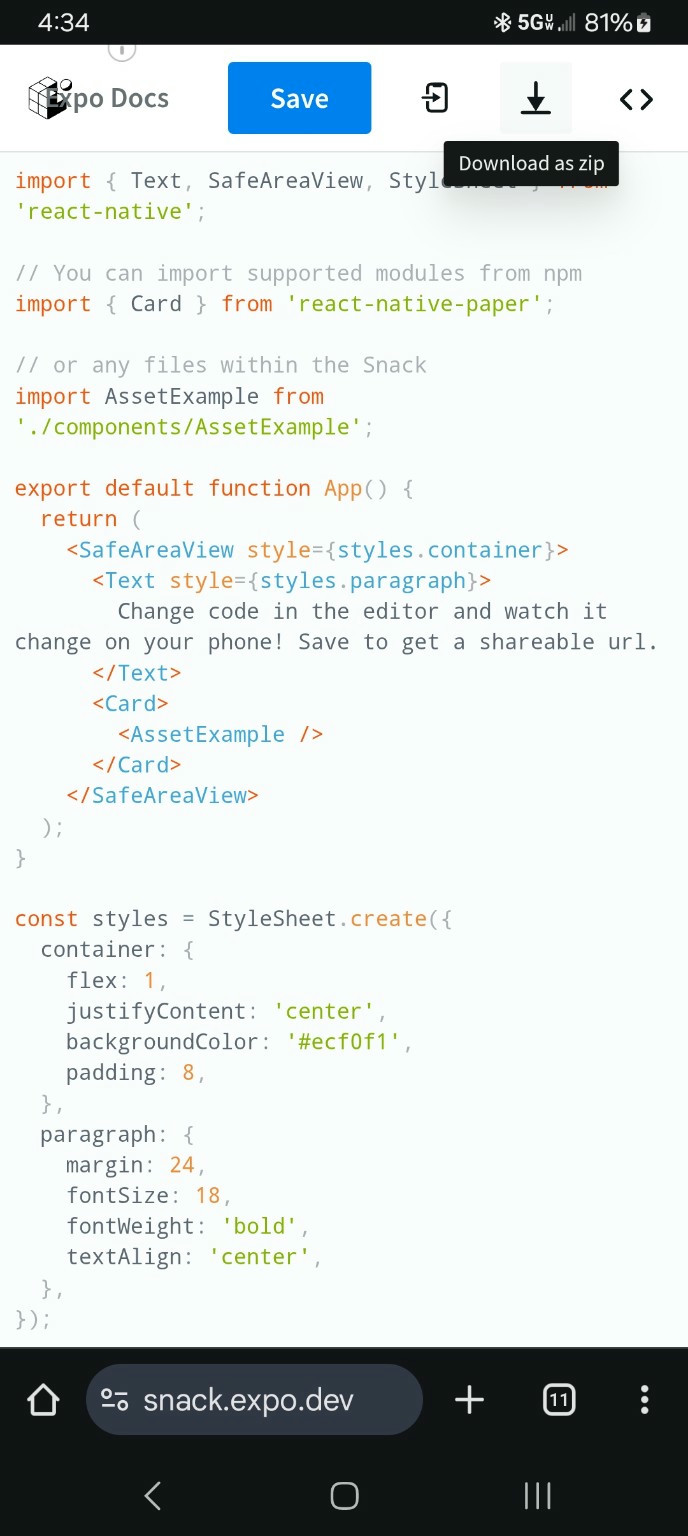 4:34 5G UW 81%
Expo Docs Save
Download as zip
import { Text, SafeAreaView, StyleSheet } from
'react-native';
// You can import supported modules from npm
import { Card } from 'react-native-paper';
// or any files within the Snack
import AssetExample from
'./components/AssetExample';
export default function App() {
return (
<SafeAreaView style={styles.container}>
<Text style={styles.paragraph}>
Change code in the editor and watch it
change on your phone! Save to get a shareable url.
</Text>
<Card>
<AssetExample />
</Card>
</SafeAreaView>
);
}
const styles = StyleSheet.create({
container: {
flex: 1,
justifyContent: 'center',
backgroundColor: '#ecf0f1',
padding: 8,
},
paragraph: {
margin: 24,
fontSize: 18,
fontWeight: 'bold',
textAlign: 'center',
},
});
snack.expo.dev 11